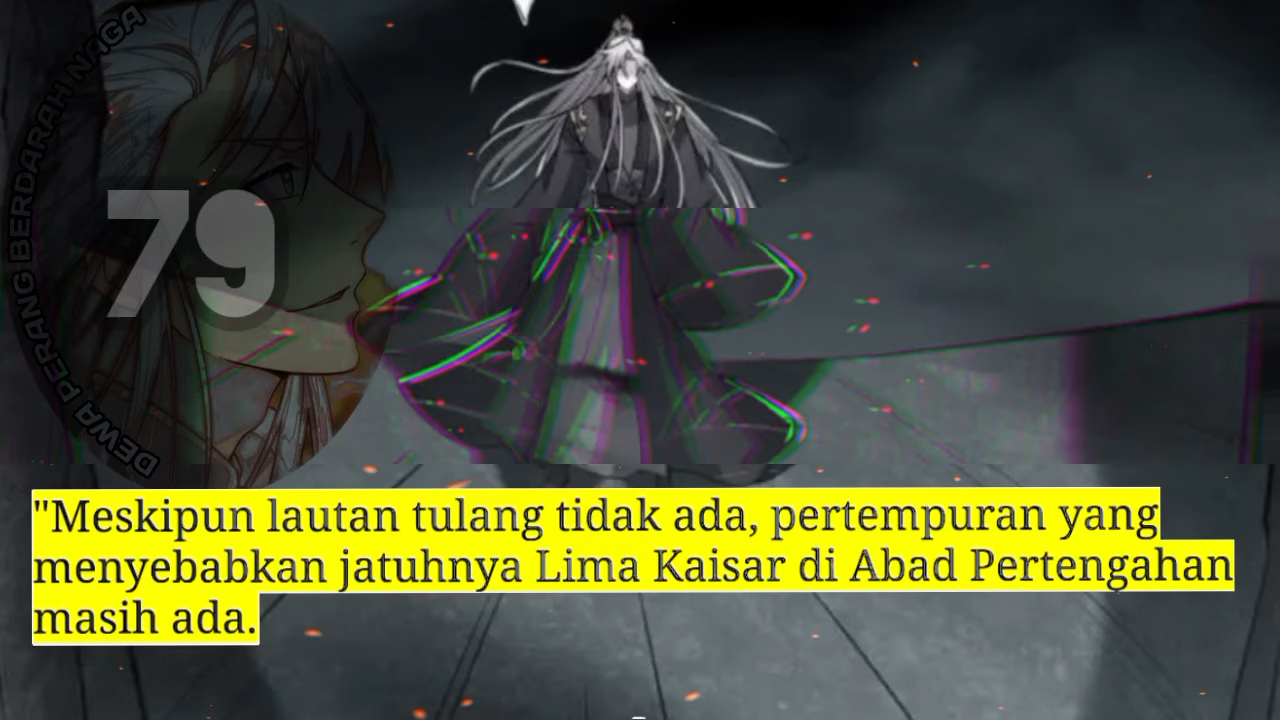 DEWA PERANG BERDARAH NAGA
79
"Meskipun lautan tulang tidak ada, pertempuran yang
menyebabkan jatuhnya Lima Kaisar di Abad Pertengahan
masih ada.